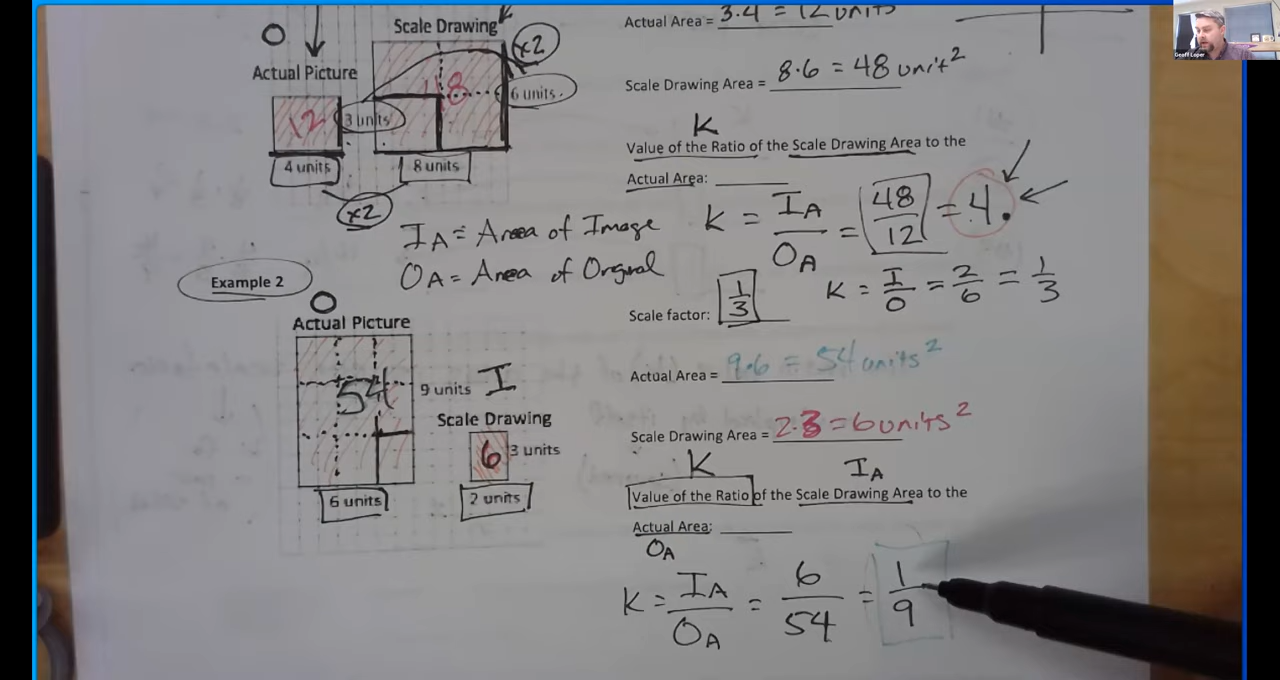 Scale Drawing
x2
O
Actual Picture
12
3 units
4 units
48
6 units.
8 units
x2
Actual Area = 3.4 = 12 units
Scale Drawing Area = 8.6 = 48 unit²
K
Value of the Ratio of the Scale Drawing Area to the
Actual Area:
K = IA/OA = 48/12 = 4.
IA = Area of Image
OA = Area of Orignal
Example 2
O
Actual Picture
54
9 units I
6 units
Scale Drawing
6
3 units
2 units
K = I/O = 2/6 = 1/3
Scale factor: 1/3
Actual Area = 9.6 = 54 units²
Scale Drawing Area = 2.3 = 6 units²
K IA
Value of the Ratio of the Scale Drawing Area to the
Actual Area:
OA
K = IA/OA = 6/54 = 1/9